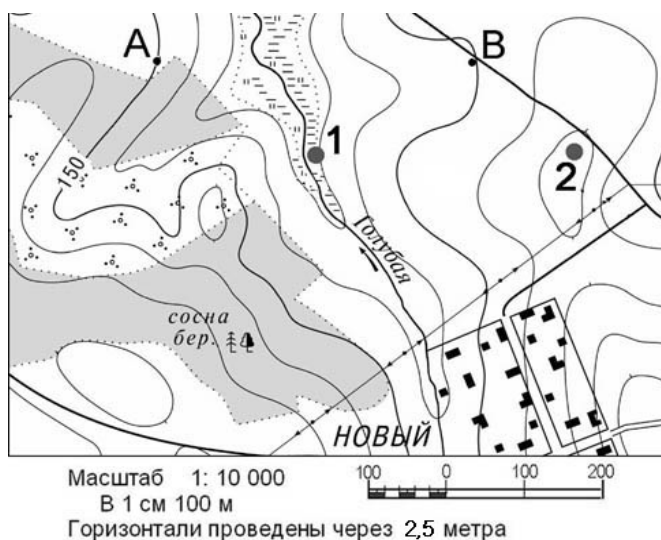 А
В
1
2
150
Голубая
сосна
бер.
НОВЫЙ
Масштаб 1: 10 000
В 1 см 100 м
100 0 100 200
Горизонтали проведены через 2,5 метра